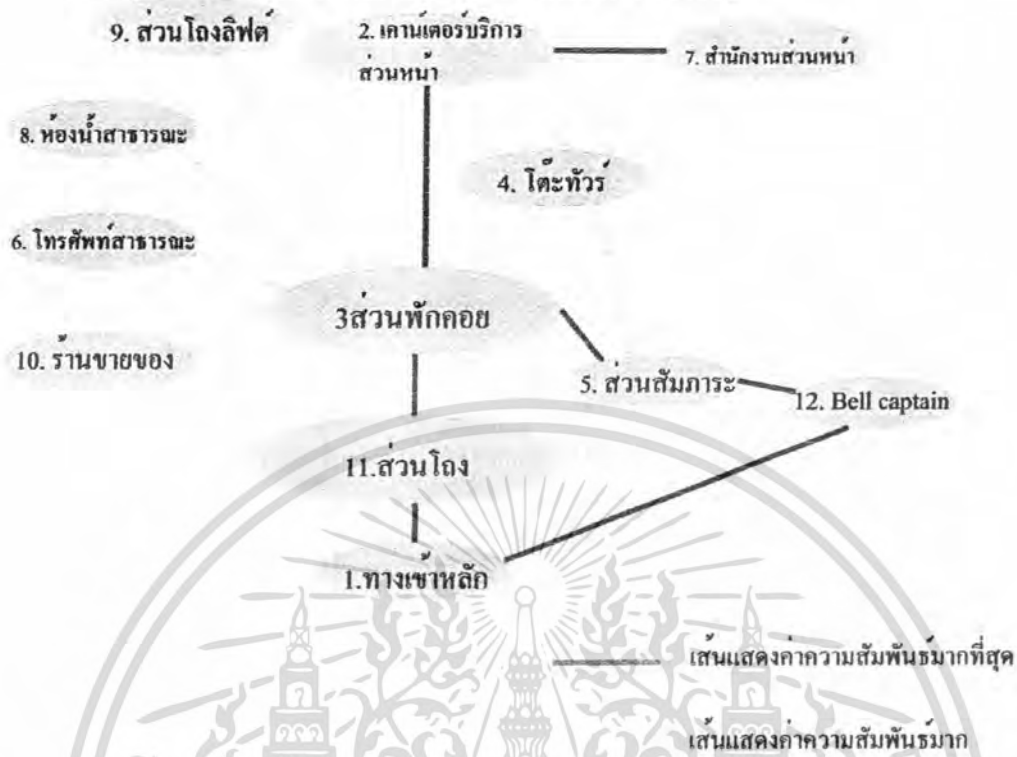 9. ส่วนโถงลิฟต์
2. เคาน์เตอร์บริการ
ส่วนหน้า
7. สำนักงานส่วนหน้า
8. ห้องน้ำสาธารณะ
4. โต๊ะทัวร์
6. โทรศัพท์สาธารณะ
3ส่วนพักคอย
10. ร้านขายของ
5. ส่วนสัมภาระ
12. Bell captain
11.ส่วนโถง
1.ทางเข้าหลัก
เส้นแสดงค่าความสัมพันธ์มากที่สุด
เส้นแสดงค่าความสัมพันธ์มาก